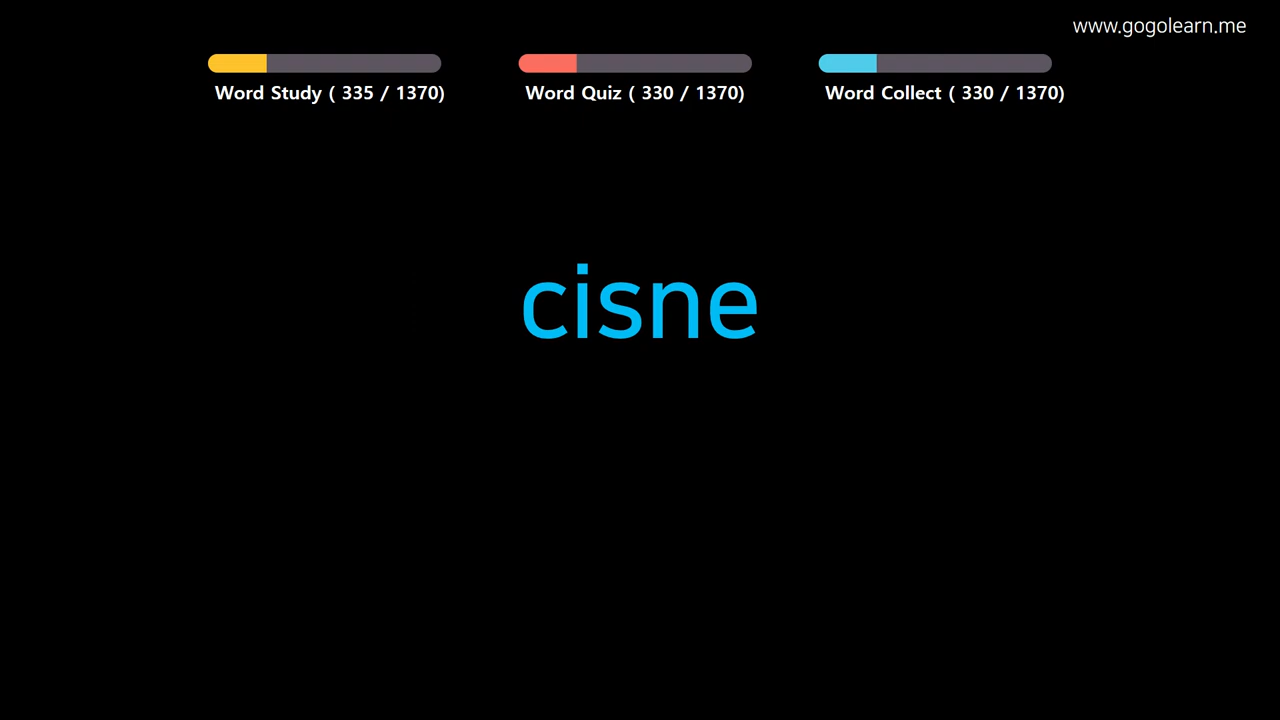 www.gogolearn.me
Word Study ( 335 / 1370)
Word Quiz ( 330 / 1370)
Word Collect ( 330 / 1370)
cisne